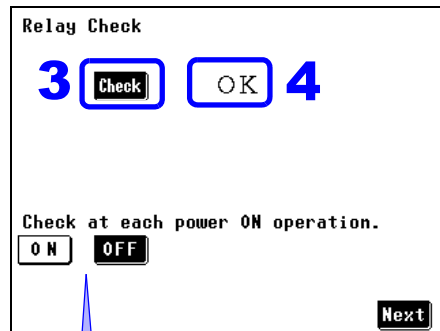 Relay Check
3 Check OK 4
Check at each power ON operation.
ON OFF
Next